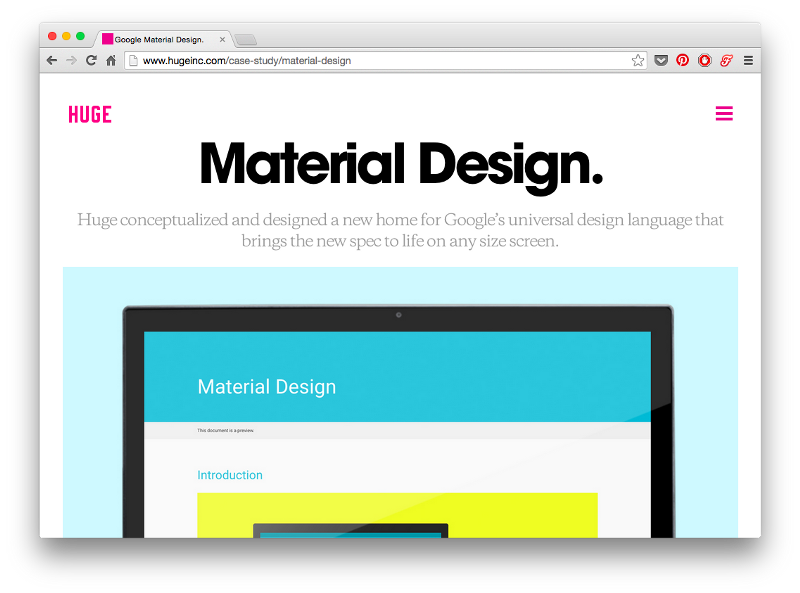 Google Material Design.
www.hugeinc.com/case-study/material-design
HUGE
Material Design.
Huge conceptualized and designed a new home for Google’s universal design language that
brings the new spec to life on any size screen.
Material Design
This document is a preview.
Introduction